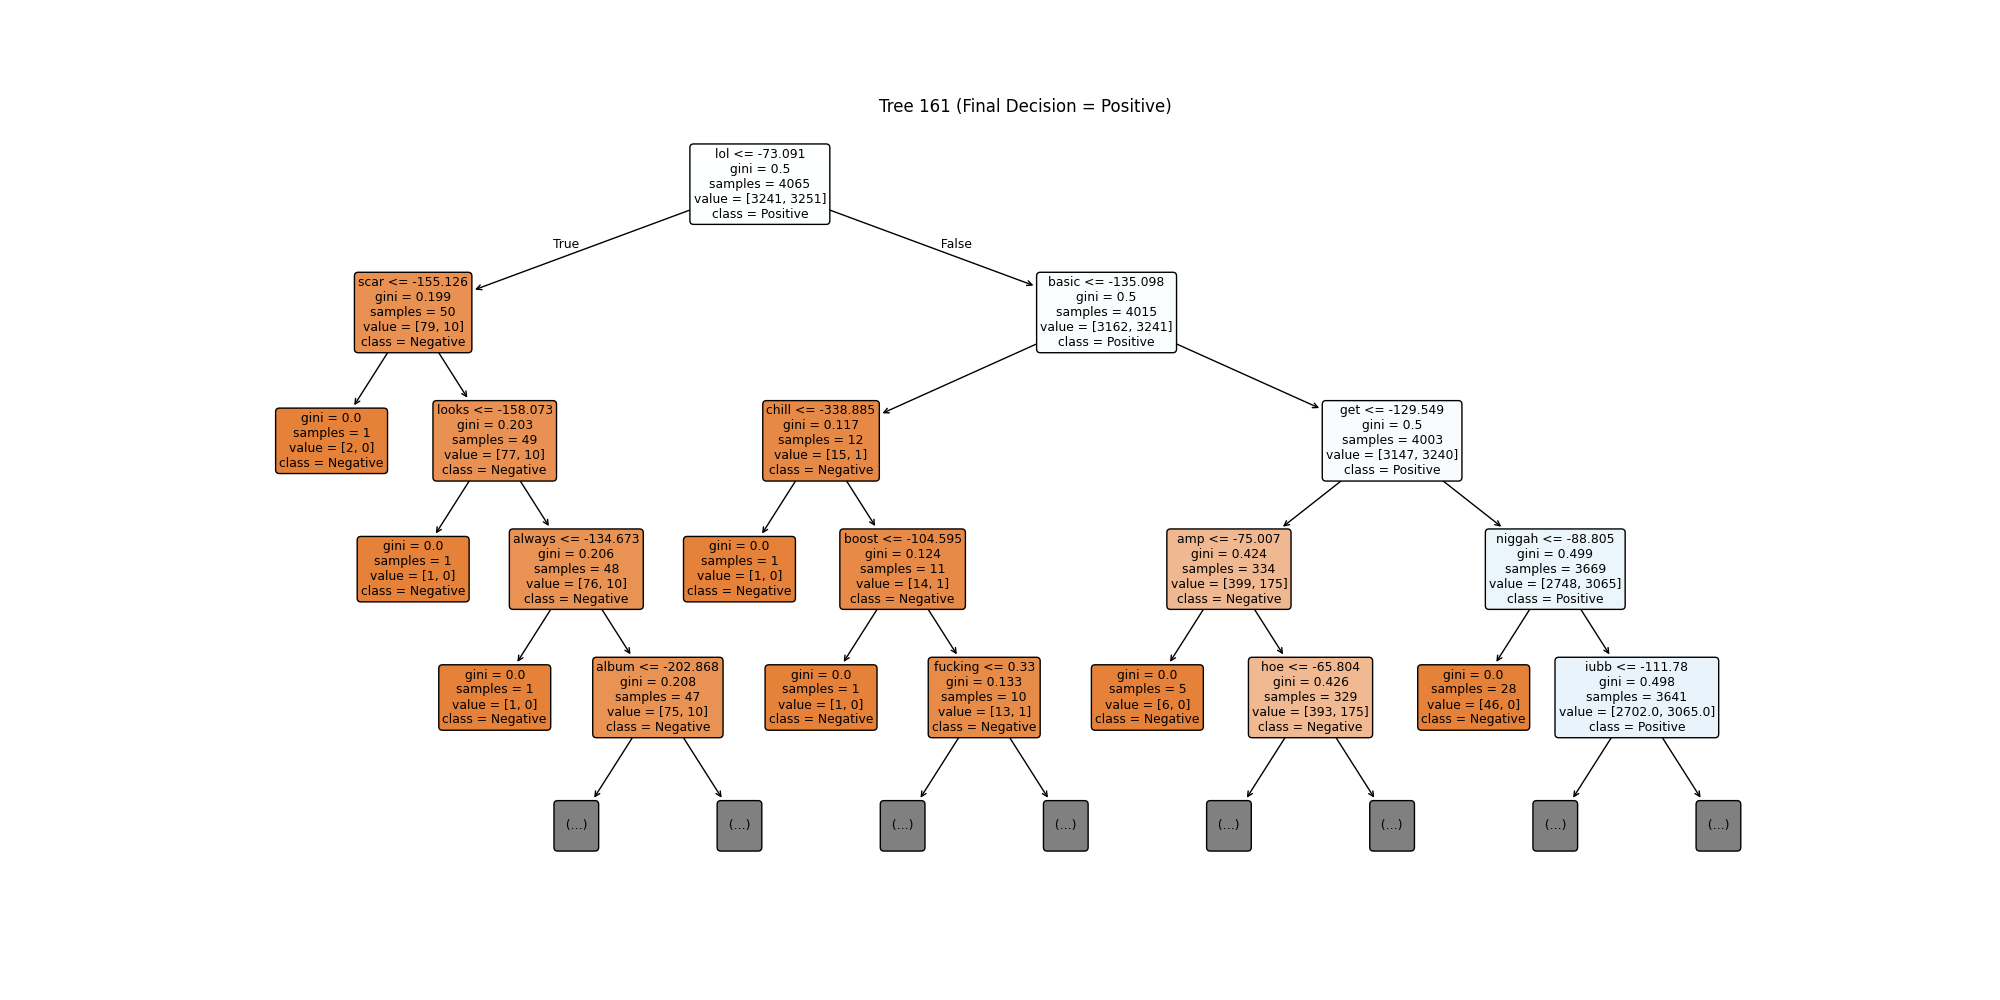 Tree 161 (Final Decision = Positive)
lol <= -73.091
gini = 0.5
samples = 4065
value = [3241, 3251]
class = Positive
True
False
scar <= -155.126
gini = 0.199
samples = 50
value = [79, 10]
class = Negative
basic <= -135.098
gini = 0.5
samples = 4015
value = [3162, 3241]
class = Positive
gini = 0.0
samples = 1
value = [2, 0]
class = Negative
looks <= -158.073
gini = 0.203
samples = 49
value = [77, 10]
class = Negative
chill <= -338.885
gini = 0.117
samples = 12
value = [15, 1]
class = Negative
get <= -129.549
gini = 0.5
samples = 4003
value = [3147, 3240]
class = Positive
gini = 0.0
samples = 1
value = [1, 0]
class = Negative
always <= -134.673
gini = 0.206
samples = 48
value = [76, 10]
class = Negative
gini = 0.0
samples = 1
value = [1, 0]
class = Negative
boost <= -104.595
gini = 0.124
samples = 11
value = [14, 1]
class = Negative
amp <= -75.007
gini = 0.424
samples = 334
value = [399, 175]
class = Negative
niggah <= -88.805
gini = 0.499
samples = 3669
value = [2748, 3065]
class = Positive
gini = 0.0
samples = 1
value = [1, 0]
class = Negative
album <= -202.868
gini = 0.208
samples = 47
value = [75, 10]
class = Negative
gini = 0.0
samples = 1
value = [1, 0]
class = Negative
fucking <= 0.33
gini = 0.133
samples = 10
value = [13, 1]
class = Negative
gini = 0.0
samples = 5
value = [6, 0]
class = Negative
hoe <= -65.804
gini = 0.426
samples = 329
value = [393, 175]
class = Negative
gini = 0.0
samples = 28
value = [46, 0]
class = Negative
iubb <= -111.78
gini = 0.498
samples = 3641
value = [2702.0, 3065.0]
class = Positive
(...)
(...)
(...)
(...)
(...)
(...)
(...)
(...)